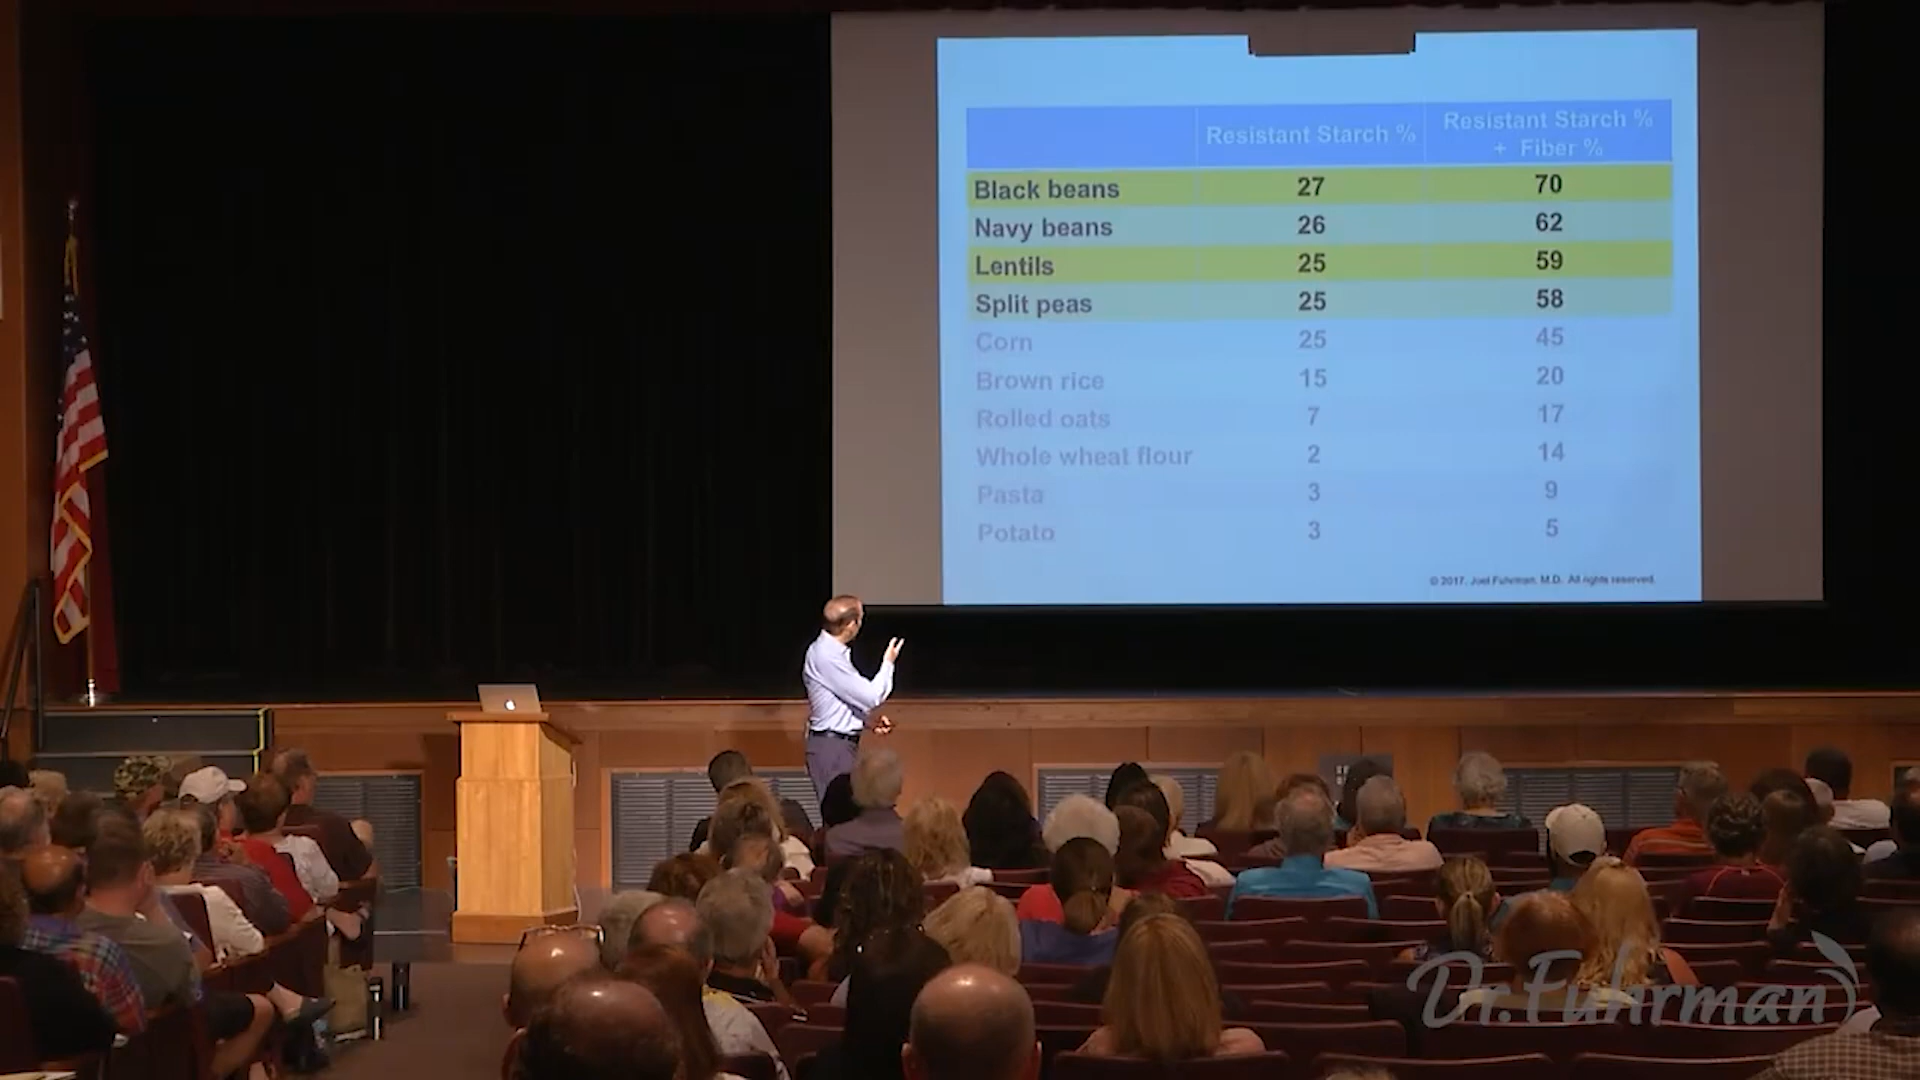 Resistant Starch % Resistant Starch %
+ Fiber %
Black beans 27 70
Navy beans 26 62
Lentils 25 59
Split peas 25 58
Corn 25 45
Brown rice 15 20
Rolled oats 7 17
Whole wheat flour 2 14
Pasta 3 9
Potato 3 5
© 2017, Joel Fuhrman, M.D. All rights reserved.
Dr. Fuhrman